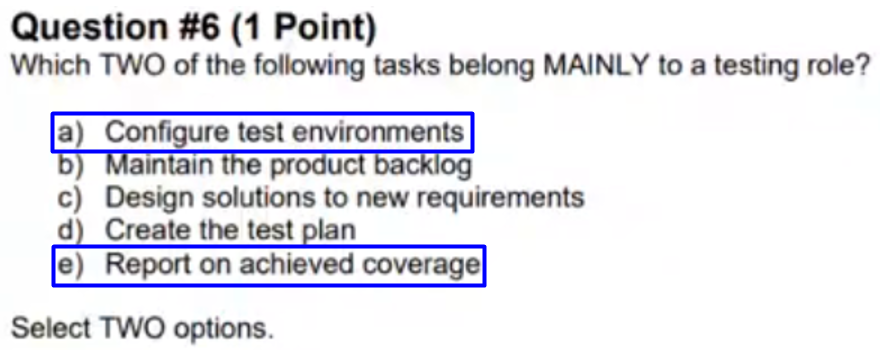 Question #6 (1 Point)
Which TWO of the following tasks belong MAINLY to a testing role?
a) Configure test environments
b) Maintain the product backlog
c) Design solutions to new requirements
d) Create the test plan
e) Report on achieved coverage
Select TWO options.